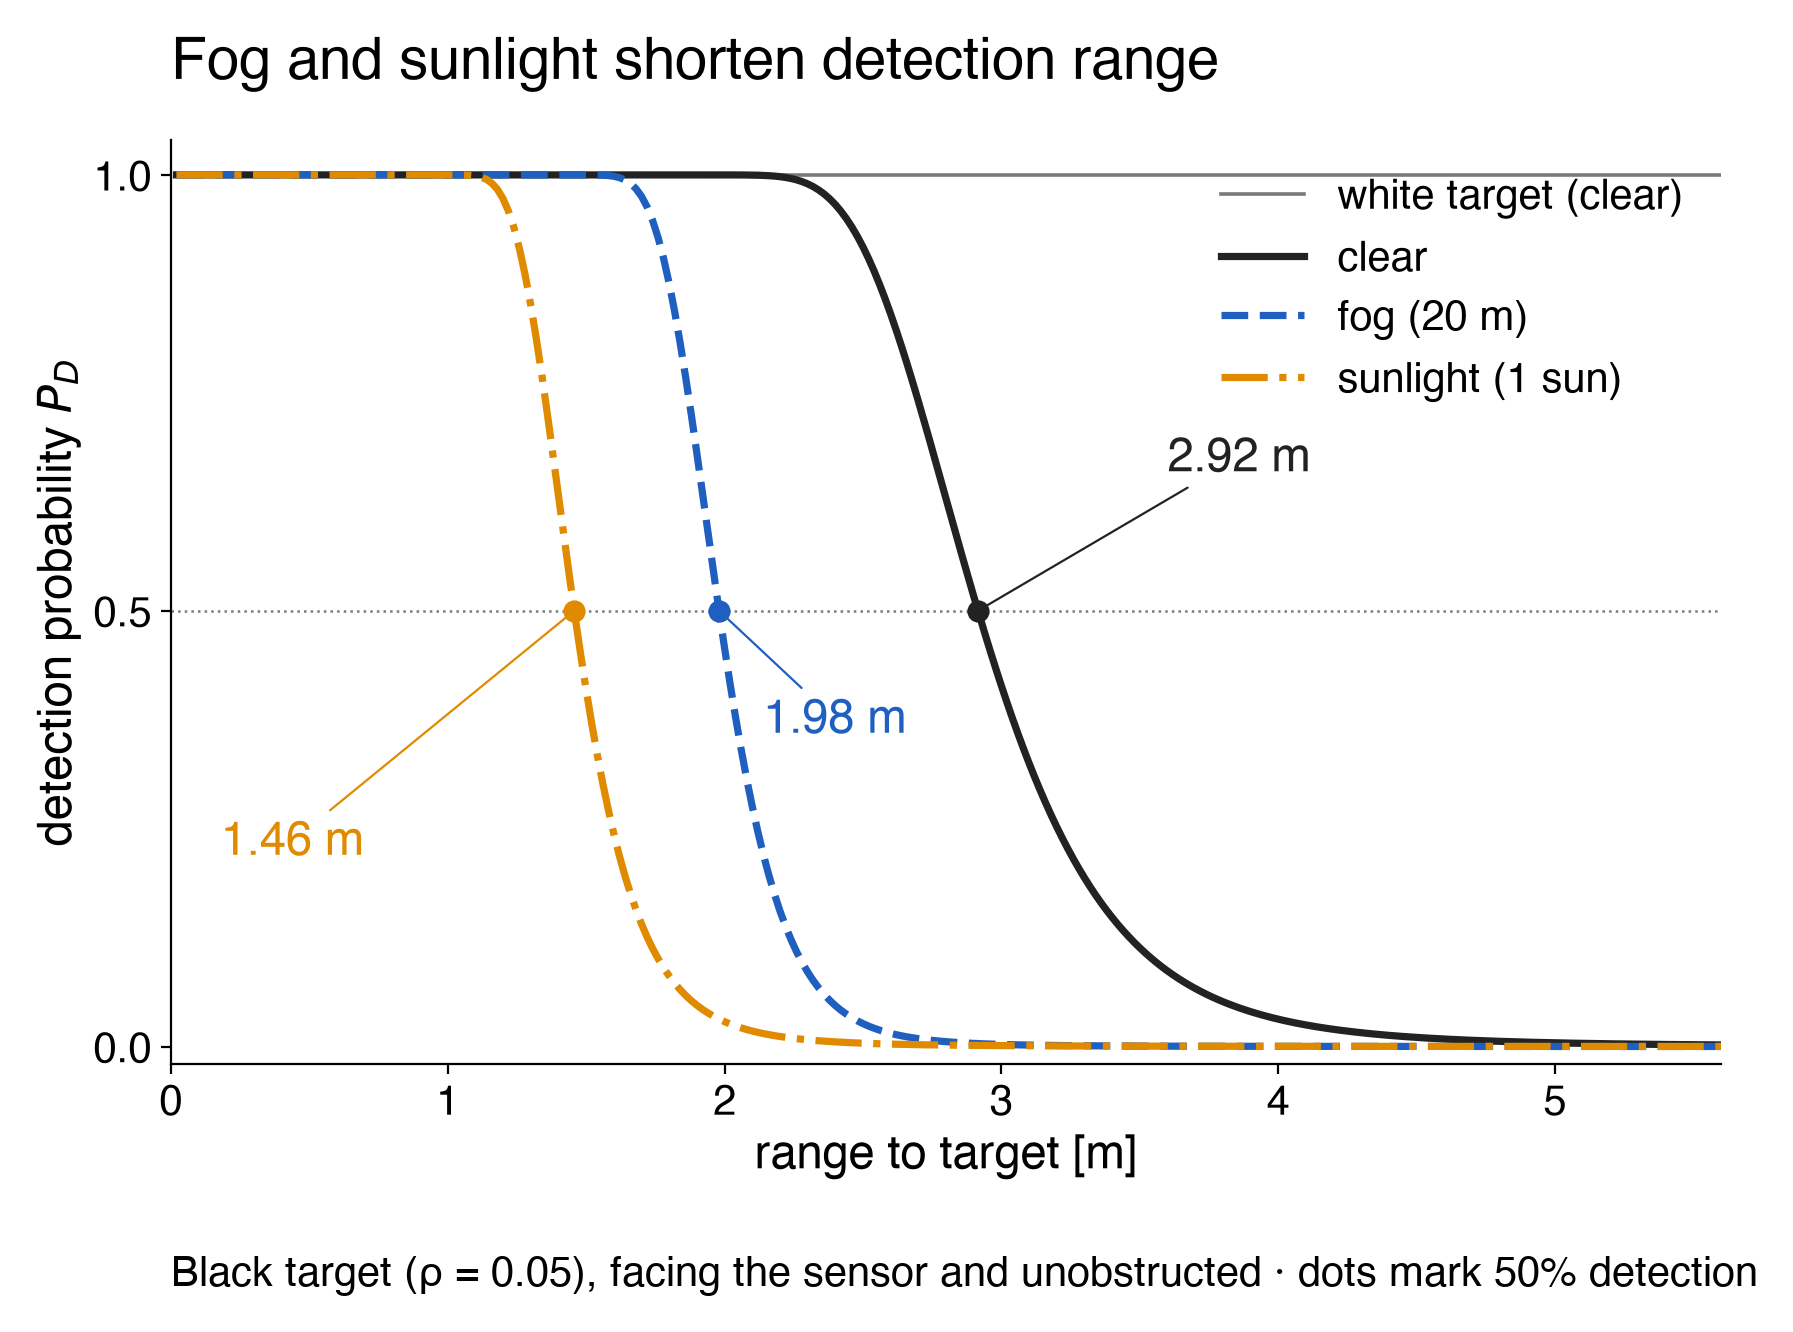 Fog and sunlight shorten detection range
1.0
0.5
0.0
detection probability P_D
white target (clear)
clear
fog (20 m)
sunlight (1 sun)
2.92 m
1.98 m
1.46 m
0 1 2 3 4 5
range to target [m]
Black target (ρ = 0.05), facing the sensor and unobstructed · dots mark 50% detection